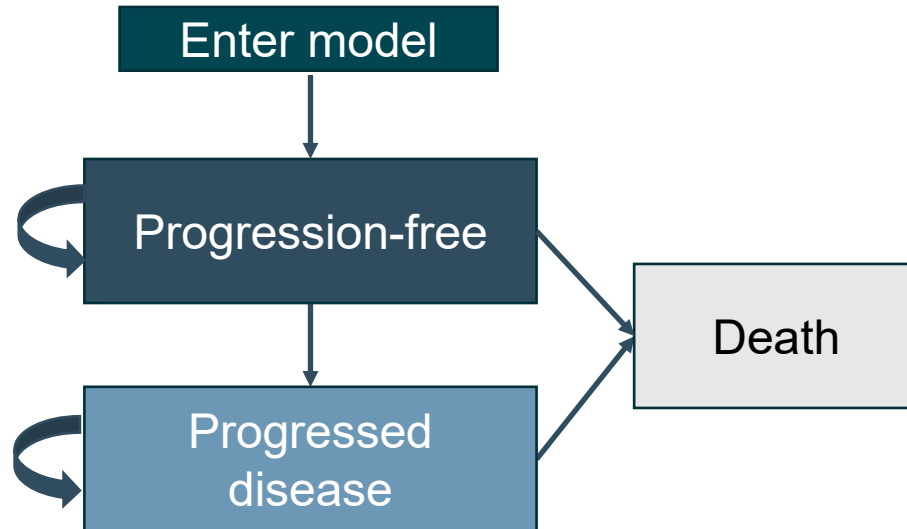 Enter model
Progression-free
Death
Progressed
disease